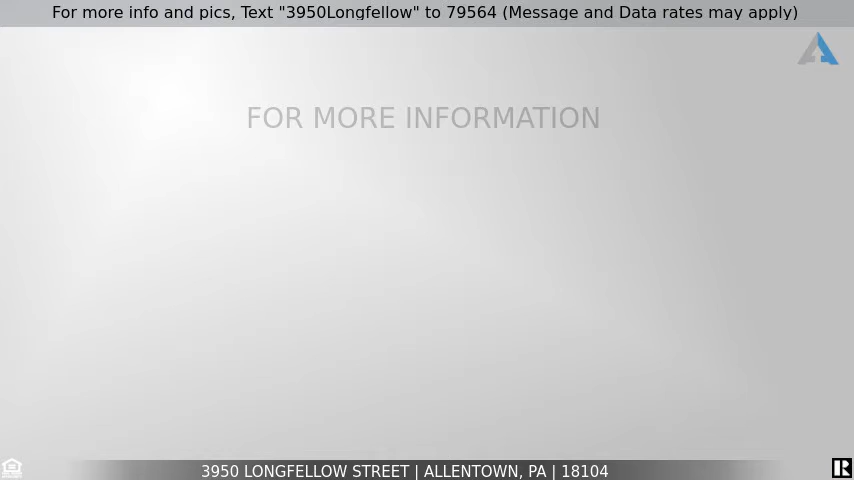 For more info and pics, Text "3950Longfellow" to 79564 (Message and Data rates may apply)
FOR MORE INFORMATION
3950 LONGFELLOW STREET | ALLENTOWN, PA | 18104